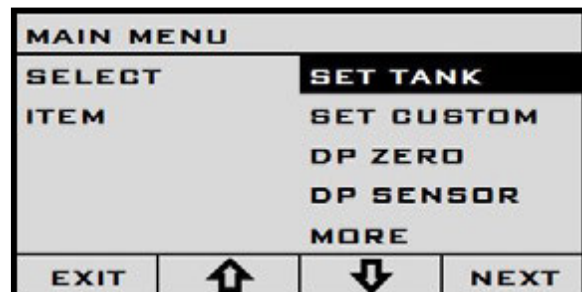 MAIN MENU
SELECT SET TANK
ITEM SET CUSTOM
DP ZERO
DP SENSOR
MORE
EXIT NEXT